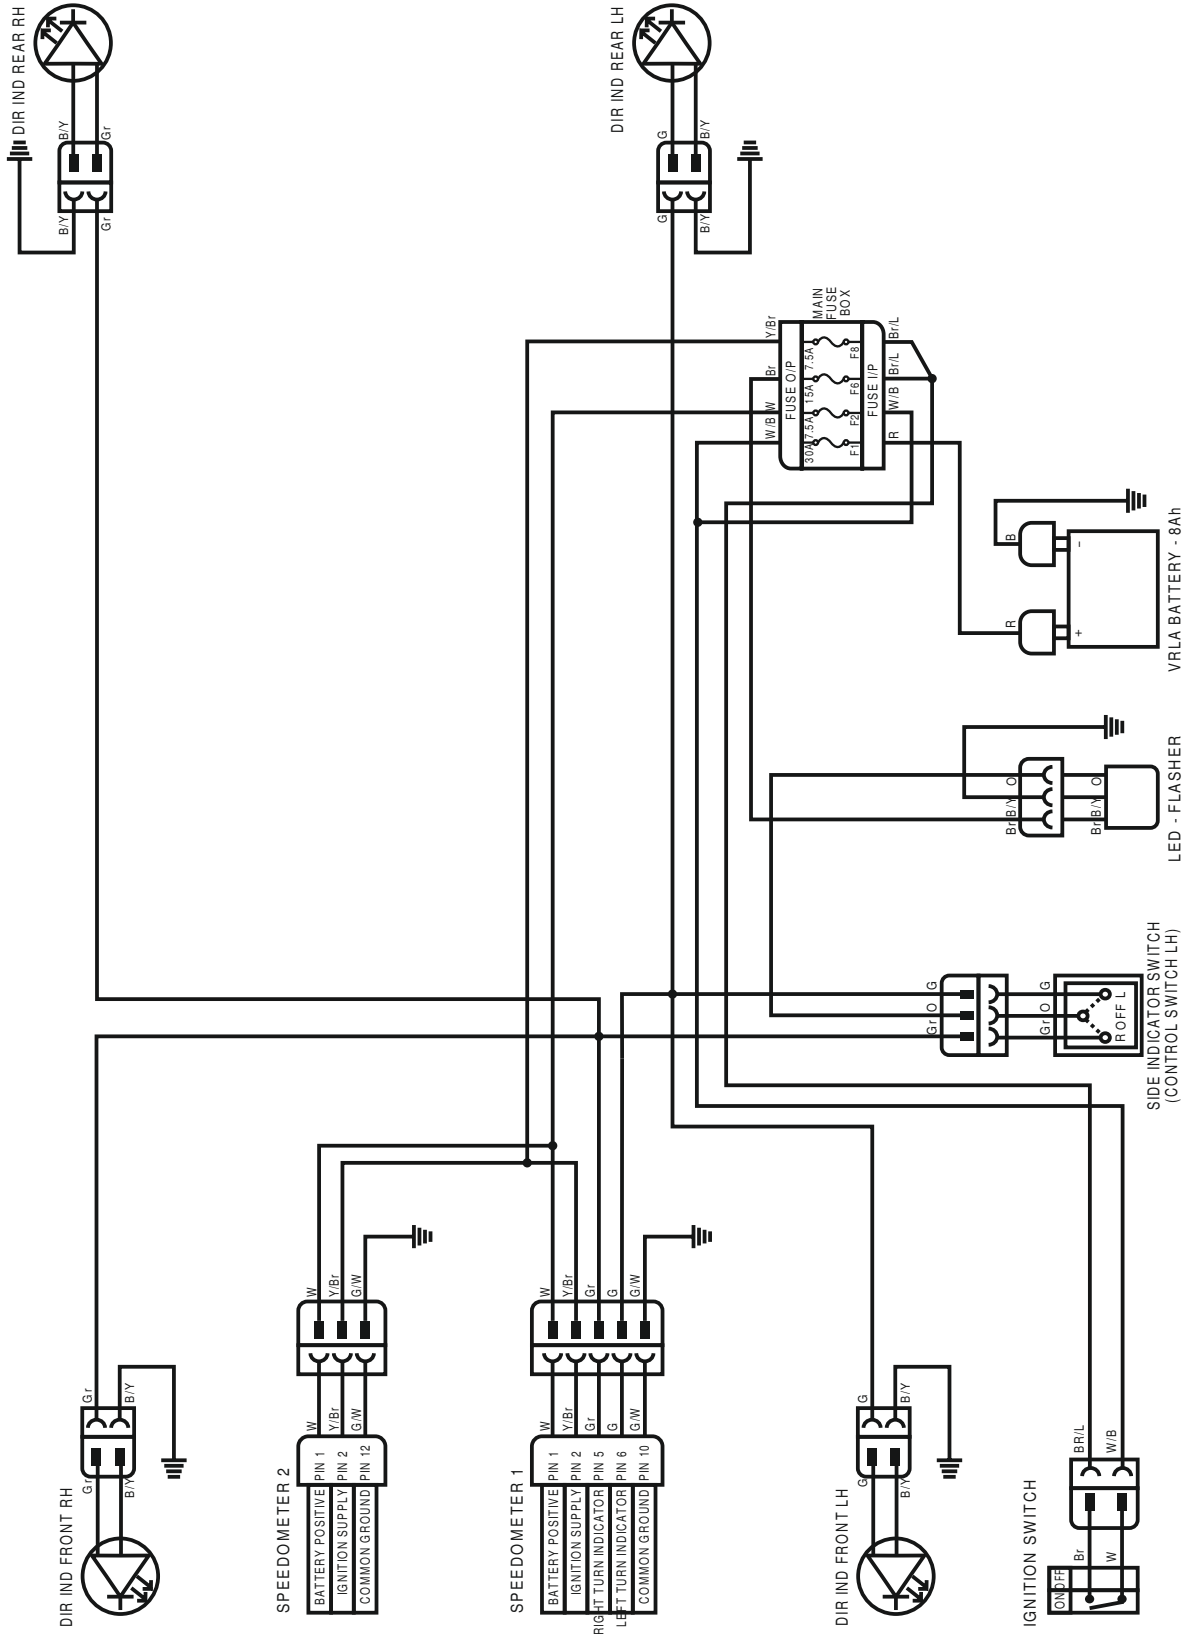 DIR IND REAR RH
B/Y
Gr
B/Y
Gr
DIR IND REAR LH
G
B/Y
G
B/Y
MAIN
FUSE
BOX
Y/Br
Br
W
W/B
FUSE O/P
7.5A
15A
7.5A
30A
F8
F6
F2
F1
FUSE I/P
Br/L
Br/L
W/B
R
VRLA BATTERY - 8Ah
B
R
-
+
LED - FLASHER
Br
B/Y
O
Br
B/Y
O
SIDE INDICATOR SWITCH
(CONTROL SWITCH LH)
Gr
O
G
Gr
O
G
R OFF L
SPEEDOMETER 2
W
Y/Br
G/W
W
Y/Br
G/W
BATTERY POSITIVE PIN 1
IGNITION SUPPLY PIN 2
COMMON GROUND PIN 12
SPEEDOMETER 1
W
Y/Br
Gr
G
G/W
W
Y/Br
Gr
G
G/W
BATTERY POSITIVE PIN 1
IGNITION SUPPLY PIN 2
RIGHT TURN INDICATOR PIN 5
LEFT TURN INDICATOR PIN 6
COMMON GROUND PIN 10
DIR IND FRONT RH
Gr
B/Y
Gr
B/Y
DIR IND FRONT LH
G
B/Y
G
B/Y
IGNITION SWITCH
BR/L
W/B
Br
W
ON
OFF